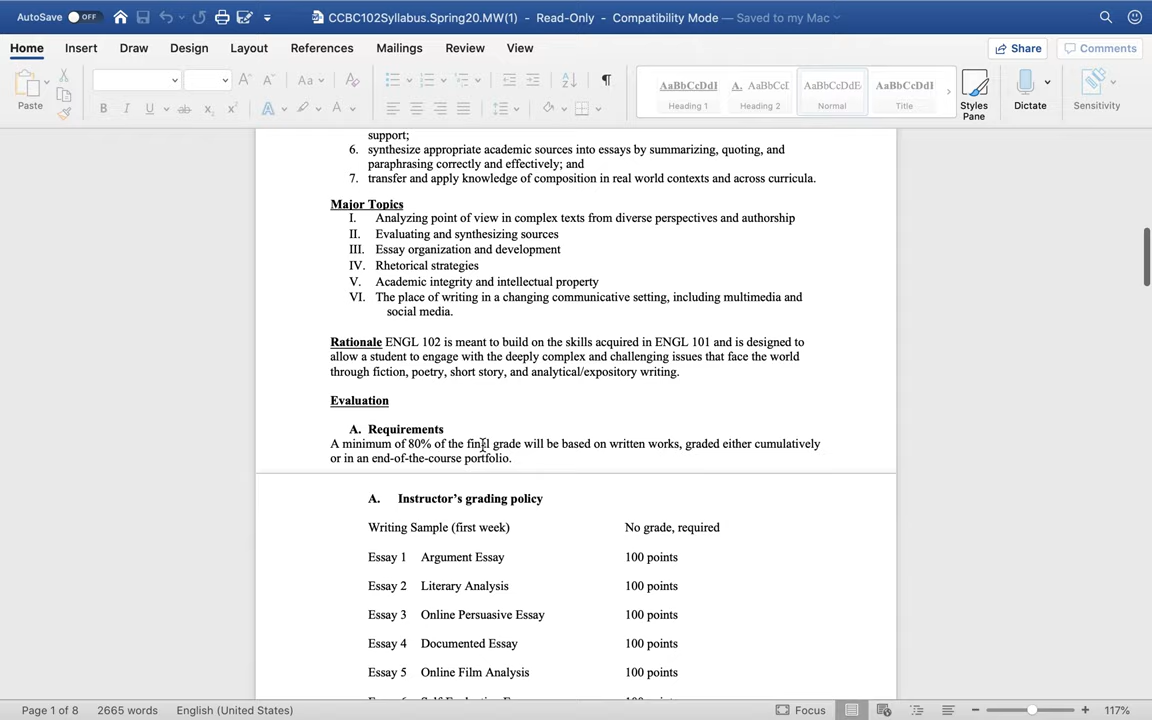 AutoSave OFF CCBC102Syllabus.Spring20.MW(1) - Read-Only - Compatibility Mode — Saved to my Mac
Home Insert Draw Design Layout References Mailings Review View Share Comments
Paste
Aa
B I U ab x₂ x²
A A
AaBbCcDdI
Heading 1
A. AaBbCcI
Heading 2
AaBbCcDdE
Normal
AaBbCcDdI
Title
Styles Pane
Dictate
Sensitivity
support;
6. synthesize appropriate academic sources into essays by summarizing, quoting, and
paraphrasing correctly and effectively; and
7. transfer and apply knowledge of composition in real world contexts and across curricula.
Major Topics
I. Analyzing point of view in complex texts from diverse perspectives and authorship
II. Evaluating and synthesizing sources
III. Essay organization and development
IV. Rhetorical strategies
V. Academic integrity and intellectual property
VI. The place of writing in a changing communicative setting, including multimedia and
social media.
Rationale ENGL 102 is meant to build on the skills acquired in ENGL 101 and is designed to
allow a student to engage with the deeply complex and challenging issues that face the world
through fiction, poetry, short story, and analytical/expository writing.
Evaluation
A. Requirements
A minimum of 80% of the final grade will be based on written works, graded either cumulatively
or in an end-of-the-course portfolio.
A. Instructor's grading policy
Writing Sample (first week) No grade, required
Essay 1 Argument Essay 100 points
Essay 2 Literary Analysis 100 points
Essay 3 Online Persuasive Essay 100 points
Essay 4 Documented Essay 100 points
Essay 5 Online Film Analysis 100 points
Page 1 of 8 2665 words English (United States) Focus 117%